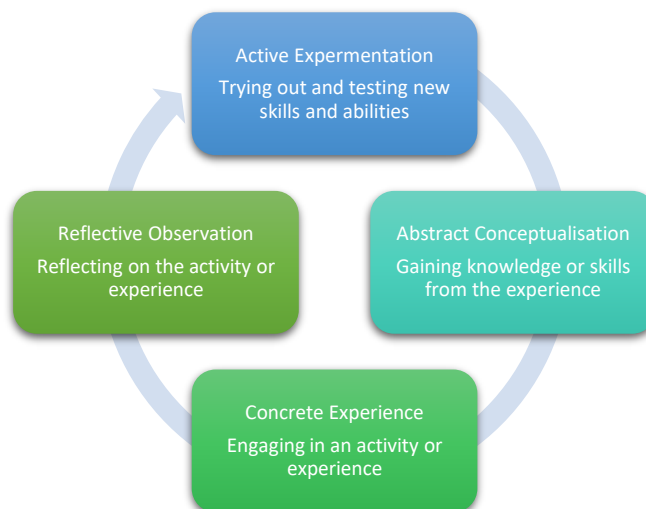 Active Expermentation
Trying out and testing new
skills and abilities
Abstract Conceptualisation
Gaining knowledge or skills
from the experience
Concrete Experience
Engaging in an activity or
experience
Reflective Observation
Reflecting on the activity or
experience